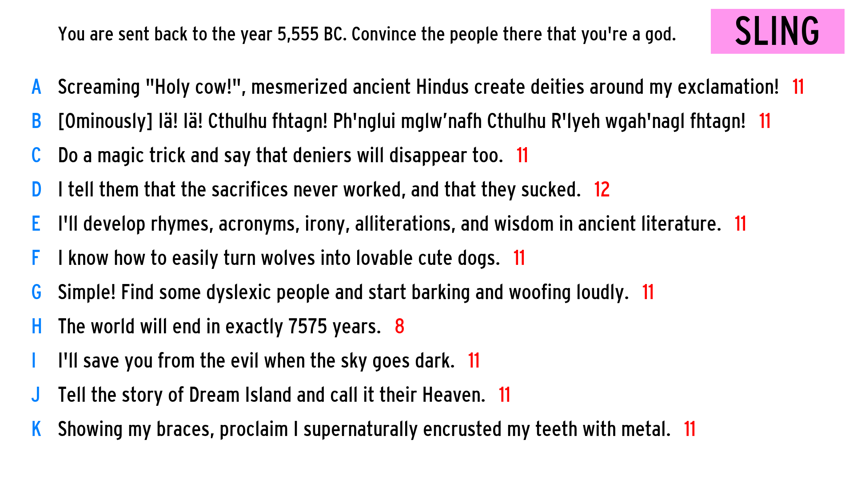 You are sent back to the year 5,555 BC. Convince the people there that you're a god.
SLING
A Screaming "Holy cow!", mesmerized ancient Hindus create deities around my exclamation! 11
B [Ominously] Iä! Iä! Cthulhu fhtagn! Ph'nglui mglw’nafh Cthulhu R'lyeh wgah'nagl fhtagn! 11
C Do a magic trick and say that deniers will disappear too. 11
D I tell them that the sacrifices never worked, and that they sucked. 12
E I'll develop rhymes, acronyms, irony, alliterations, and wisdom in ancient literature. 11
F I know how to easily turn wolves into lovable cute dogs. 11
G Simple! Find some dyslexic people and start barking and woofing loudly. 11
H The world will end in exactly 7575 years. 8
I I'll save you from the evil when the sky goes dark. 11
J Tell the story of Dream Island and call it their Heaven. 11
K Showing my braces, proclaim I supernaturally encrusted my teeth with metal. 11